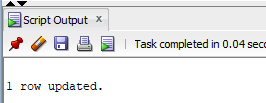 Script Output x
Task completed in 0.04 seco
1 row updated.